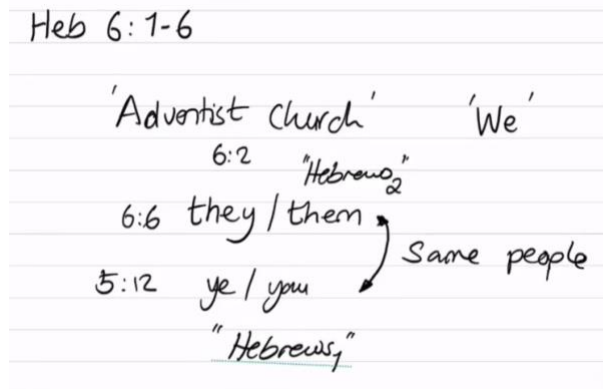 Heb 6:1-6
'Adventist Church' 'We'
6:2 "Hebrews2"
6:6 they/them
Same people
5:12 ye/you
"Hebrews1"